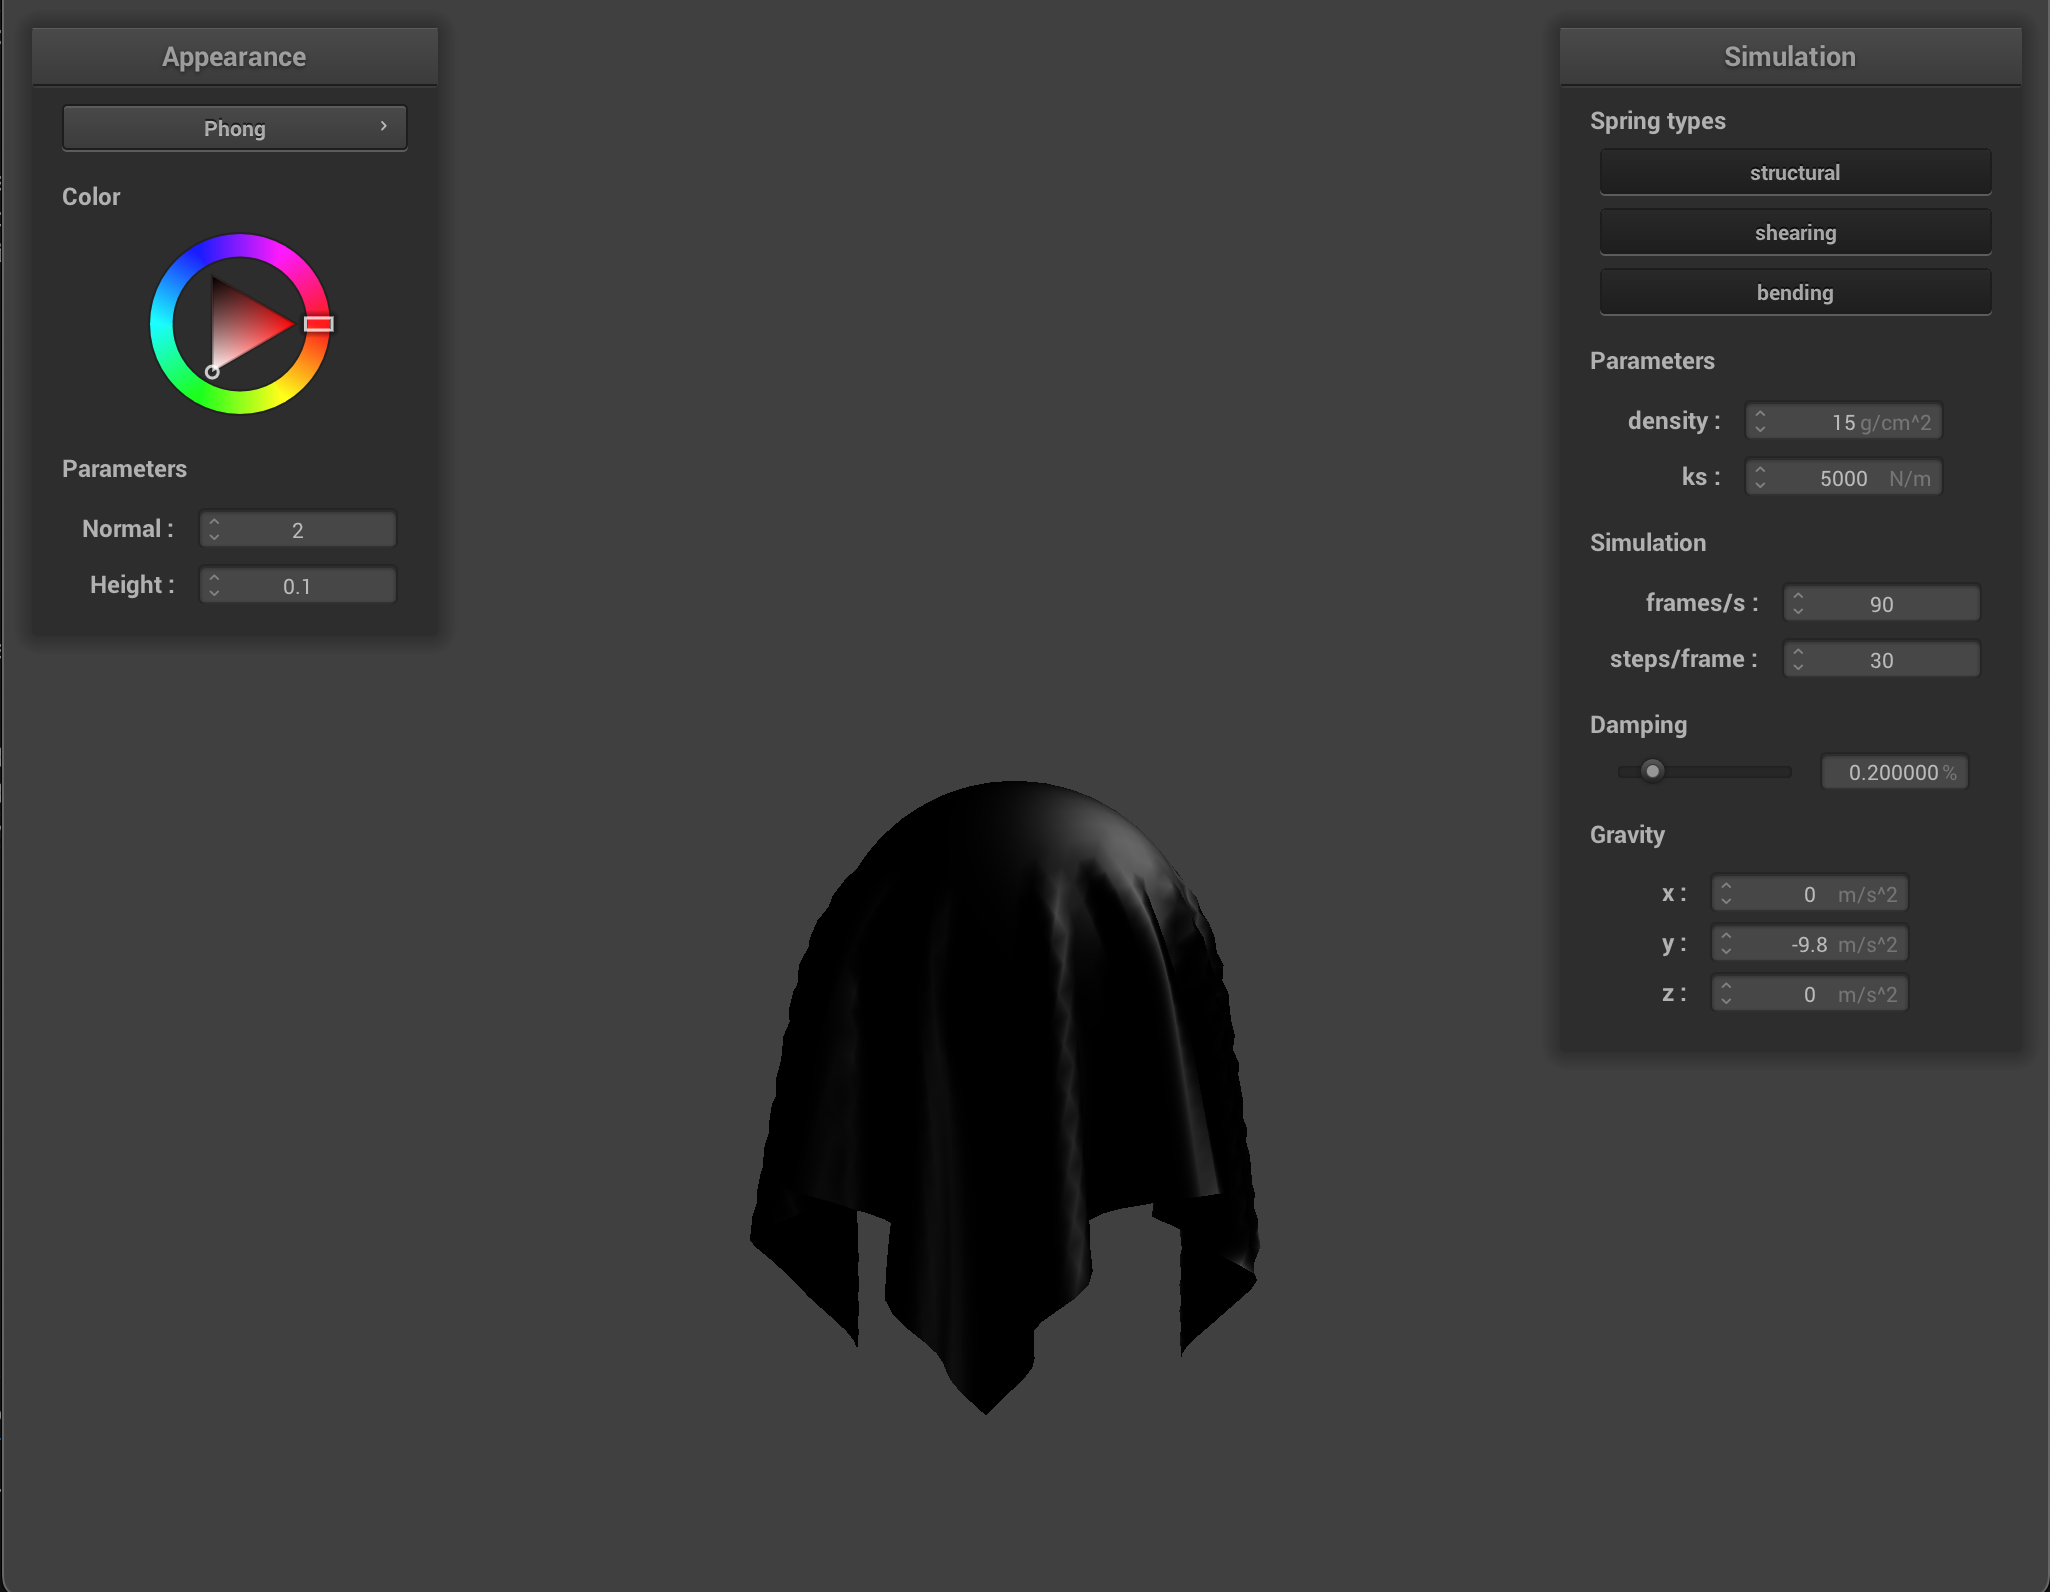 Appearance
Phong
Color
Parameters
Normal : 2
Height : 0.1
Simulation
Spring types
structural
shearing
bending
Parameters
density : 15 g/cm^2
ks : 5000 N/m
Simulation
frames/s : 90
steps/frame : 30
Damping
0.200000 %
Gravity
x : 0 m/s^2
y : -9.8 m/s^2
z : 0 m/s^2